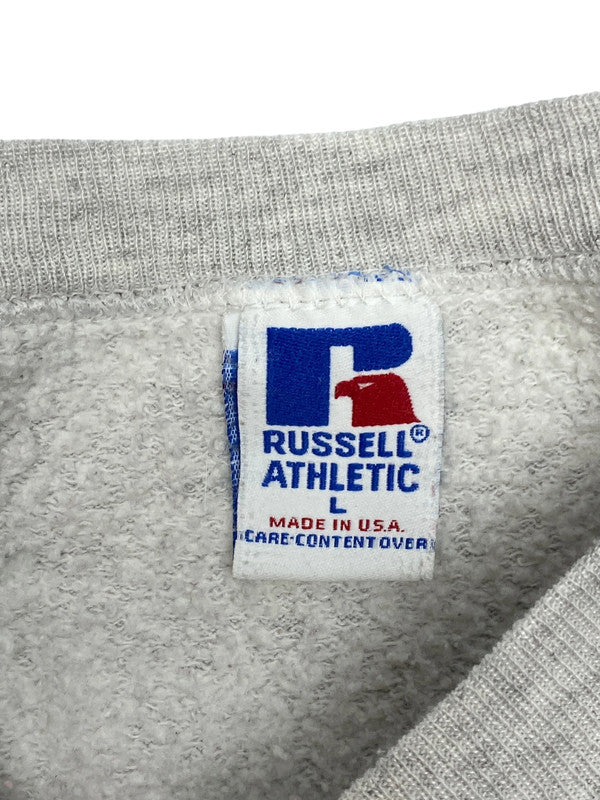 R
RUSSELL®
ATHLETIC
L
MADE IN U.S.A.
CARE-CONTENT OVER